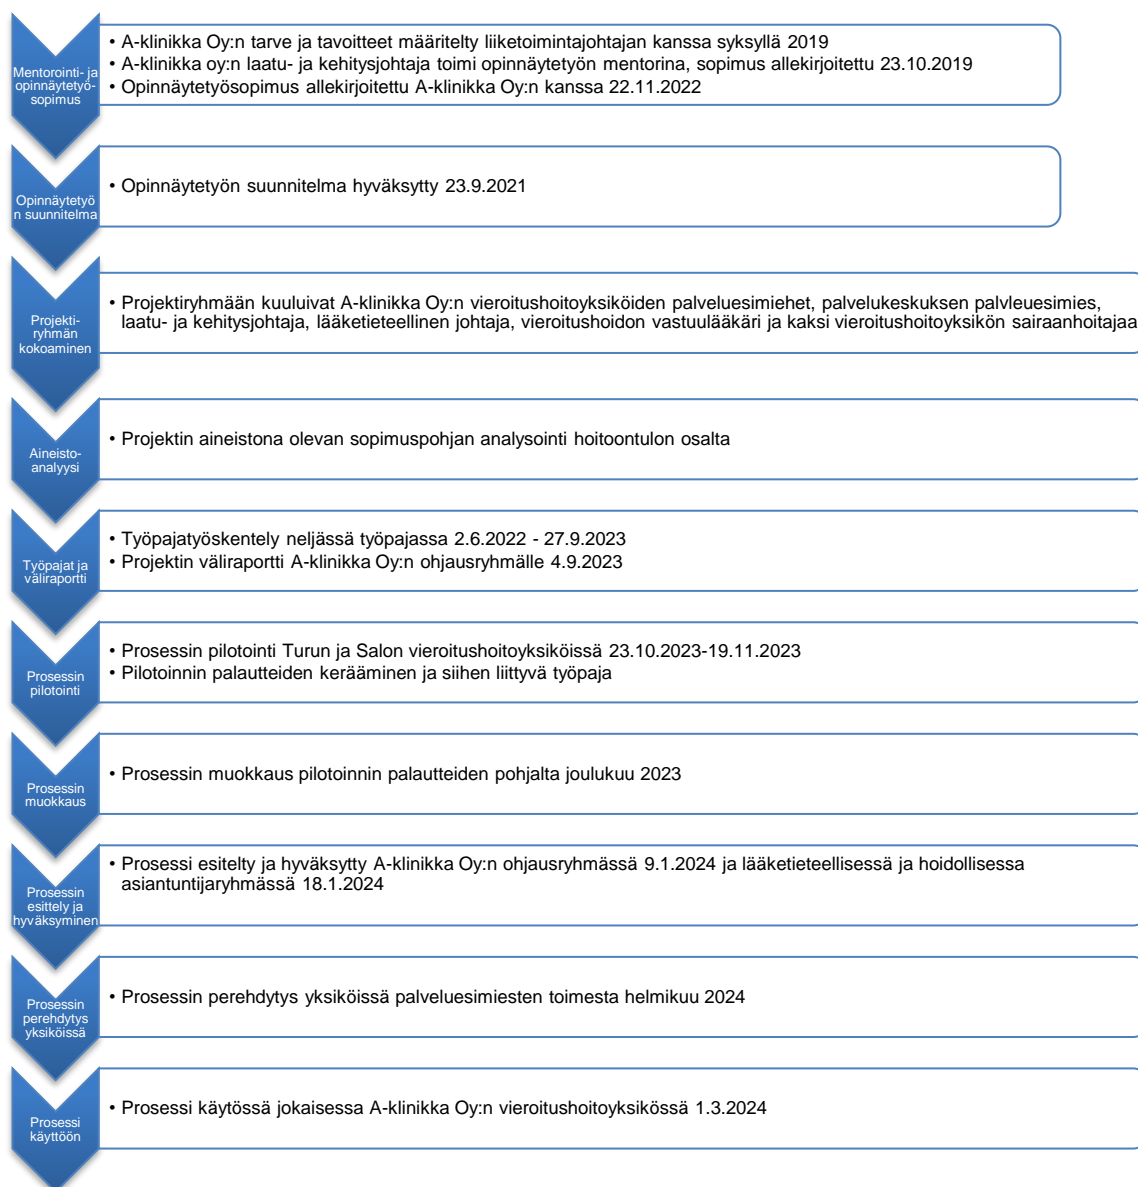 Mentorointi- ja
opinnäytetyö-
sopimus
• A-klinikka Oy:n tarve ja tavoitteet määritelty liiketoimintajohtajan kanssa syksyllä 2019
• A-klinikka oy:n laatu- ja kehitysjohtaja toimi opinnäytetyön mentorina, sopimus allekirjoitettu 23.10.2019
• Opinnäytetyösopimus allekirjoitettu A-klinikka Oy:n kanssa 22.11.2022
Opinnäytetyö
n suunnitelma
• Opinnäytetyön suunnitelma hyväksytty 23.9.2021
Projekti-
ryhmän
kokoaminen
• Projektiryhmään kuuluivat A-klinikka Oy:n vieroitushoitoyksiköiden palveluesimiehet, palvelukeskuksen palvleuesimies,
laatu- ja kehitysjohtaja, lääketieteellinen johtaja, vieroitushoidon vastuulääkäri ja kaksi vieroitushoitoyksikön sairaanhoitajaa
Aineisto-
analyysi
• Projektin aineistona olevan sopimuspohjan analysointi hoitoontulon osalta
Työpajat ja
väliraportti
• Työpajatyöskentely neljässä työpajassa 2.6.2022 - 27.9.2023
• Projektin väliraportti A-klinikka Oy:n ohjausryhmälle 4.9.2023
Prosessin
pilotointi
• Prosessin pilotointi Turun ja Salon vieroitushoitoyksiköissä 23.10.2023-19.11.2023
• Pilotoinnin palautteiden kerääminen ja siihen liittyvä työpaja
Prosessin
muokkaus
• Prosessin muokkaus pilotoinnin palautteiden pohjalta joulukuu 2023
Prosessin
esittely ja
hyväksyminen
• Prosessi esitelty ja hyväksytty A-klinikka Oy:n ohjausryhmässä 9.1.2024 ja lääketieteellisessä ja hoidollisessa
asiantuntijaryhmässä 18.1.2024
Prosessin
perehdytys
yksiköissä
• Prosessin perehdytys yksiköissä palveluesimiesten toimesta helmikuu 2024
Prosessi
käyttöön
• Prosessi käytössä jokaisessa A-klinikka Oy:n vieroitushoitoyksikössä 1.3.2024